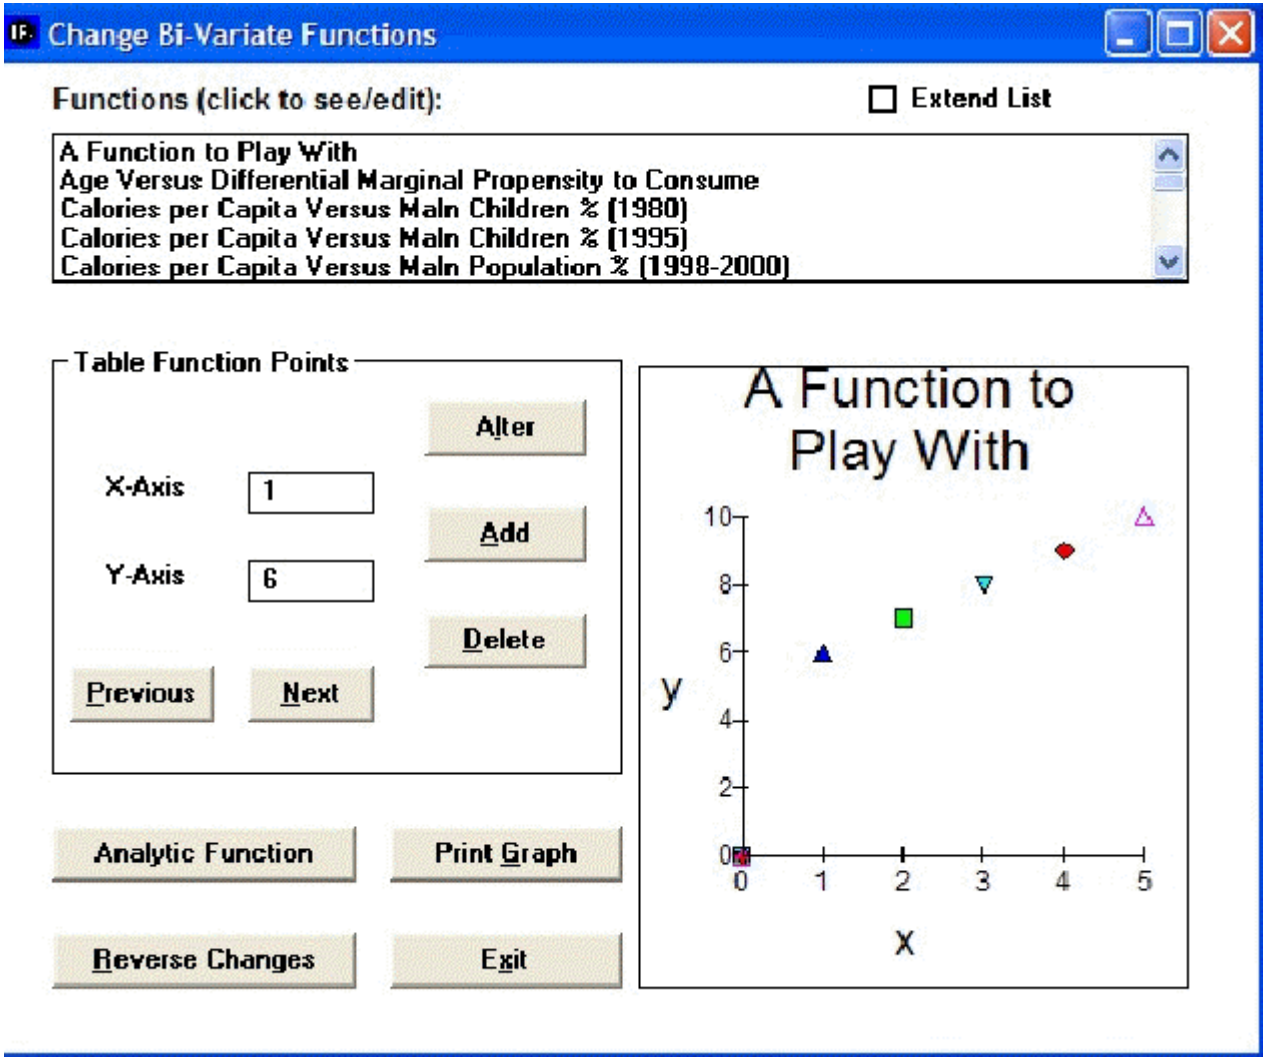 IF.
Change Bi-Variate Functions
Functions (click to see/edit):
Extend List
A Function to Play With
Age Versus Differential Marginal Propensity to Consume
Calories per Capita Versus Maln Children % (1980)
Calories per Capita Versus Maln Children % (1995)
Calories per Capita Versus Maln Population % (1998-2000)
Table Function Points
Alter
X-Axis 1
Add
Y-Axis 6
Delete
Previous Next
Analytic Function Print Graph
Reverse Changes Exit
A Function to
Play With
10
8
6
y
4
2
0
0 1 2 3 4 5
x